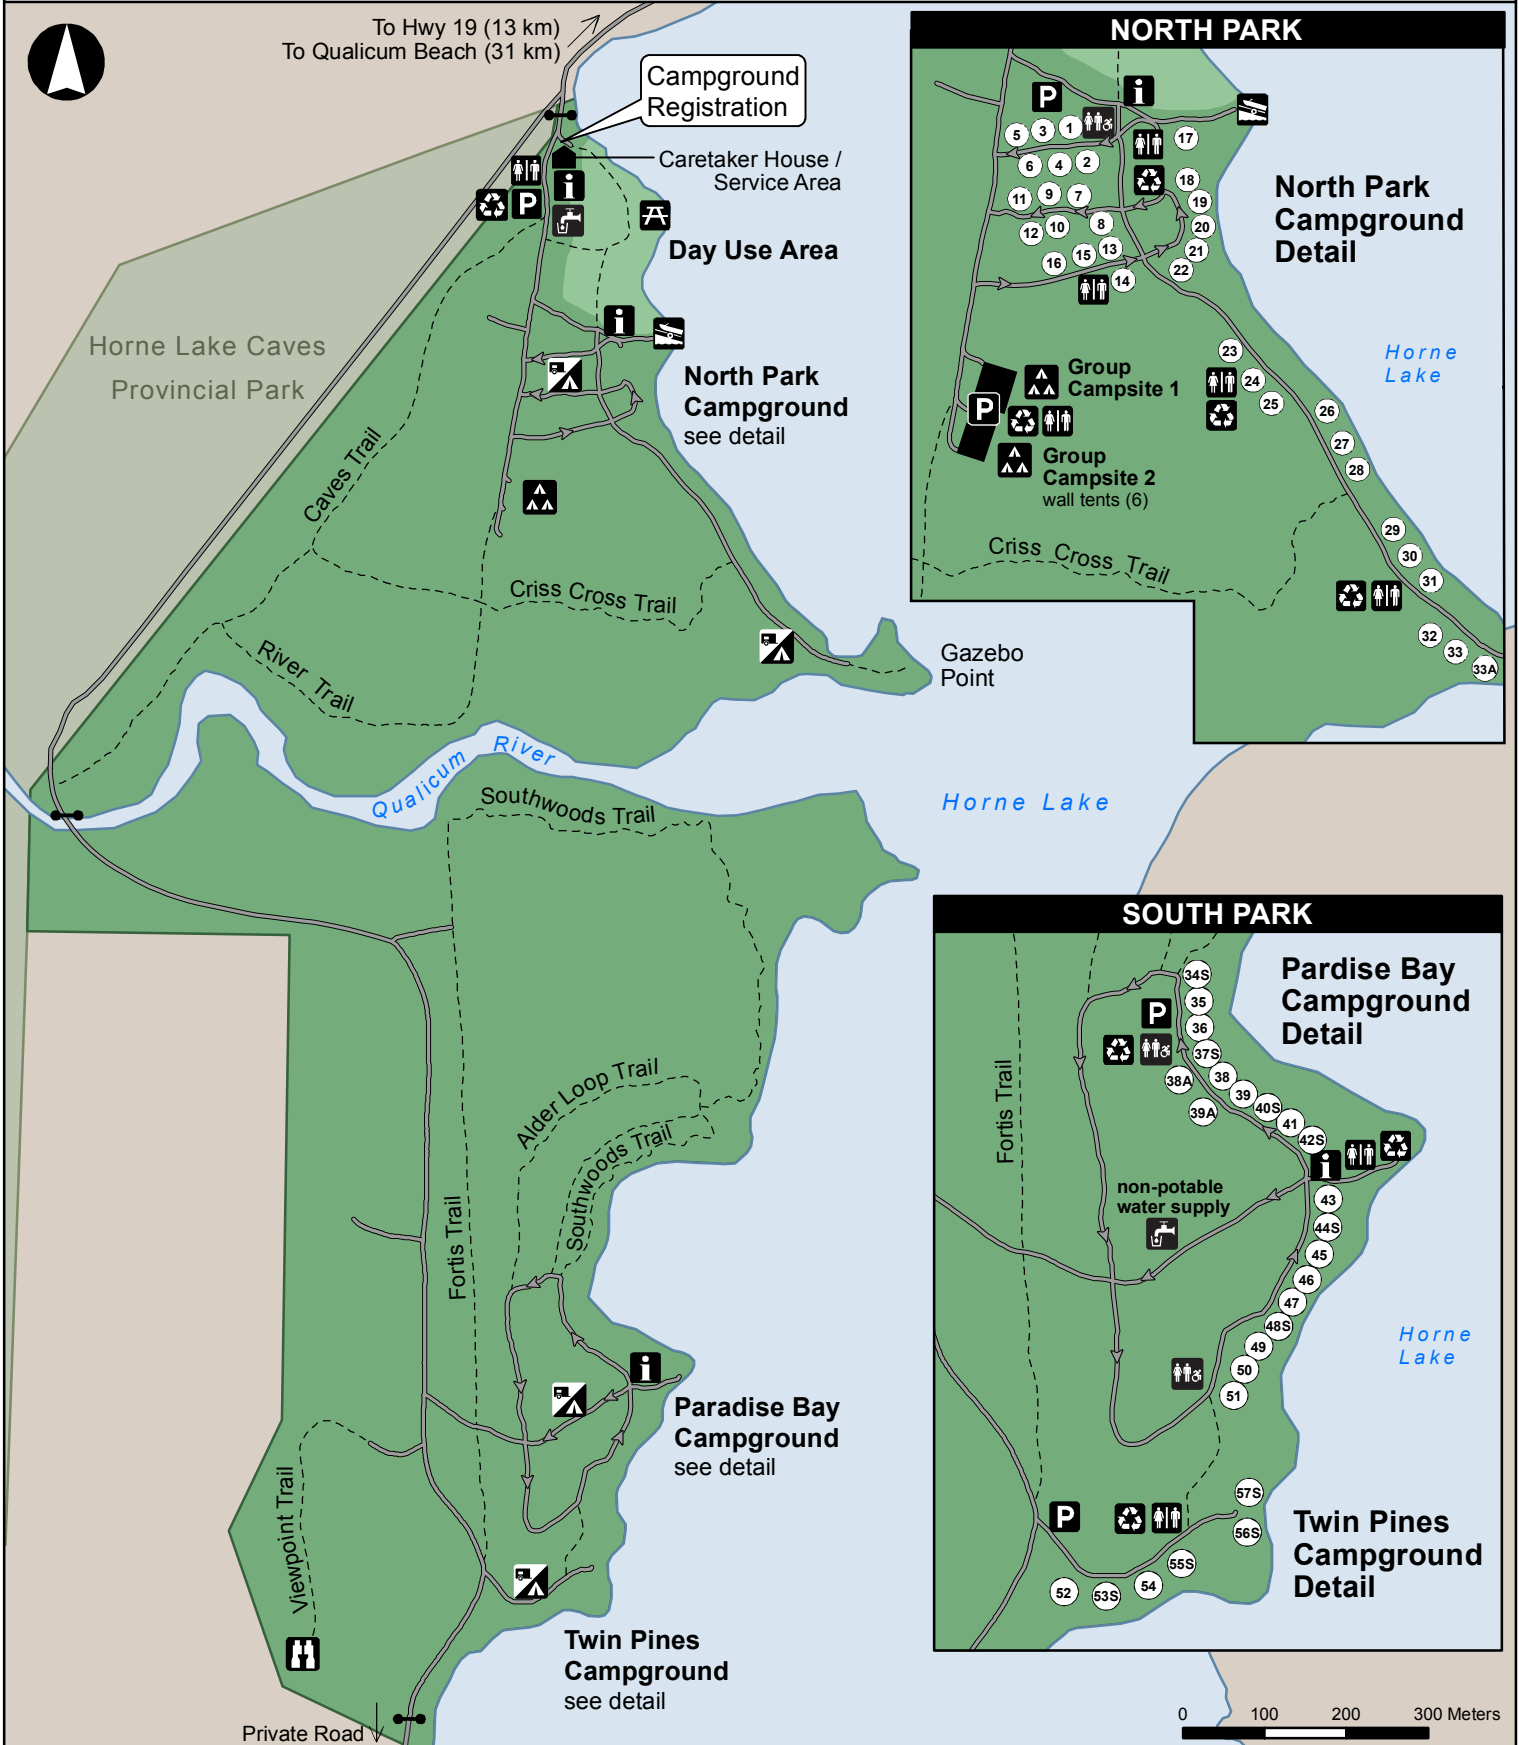 To Hwy 19 (13 km)
To Qualicum Beach (31 km)
Campground
Registration
Caretaker House /
Service Area
P
i
Day Use Area
Horne Lake Caves
Provincial Park
i
North Park
Campground
see detail
Caves Trail
Criss Cross Trail
River Trail
Gazebo
Point
Qualicum River
Horne Lake
Southwoods Trail
Alder Loop Trail
Southwoods Trail
Fortis Trail
i
Paradise Bay
Campground
see detail
Viewpoint Trail
Twin Pines
Campground
see detail
Private Road
NORTH PARK
P
i
5
3
1
17
6
4
2
18
11
9
7
19
12
10
8
20
16
15
13
21
14
22
North Park
Campground
Detail
23
24
25
26
27
28
Horne
Lake
Group
Campsite 1
P
Group
Campsite 2
wall tents (6)
Criss Cross Trail
29
30
31
32
33
33A
SOUTH PARK
34S
35
36
37S
38
39
40S
41
42S
38A
39A
P
Pardise Bay
Campground
Detail
Fortis Trail
i
non-potable
water supply
43
44S
45
46
47
48S
49
50
51
Horne
Lake
P
57S
56S
55S
54
53S
52
Twin Pines
Campground
Detail
0 100 200 300 Meters